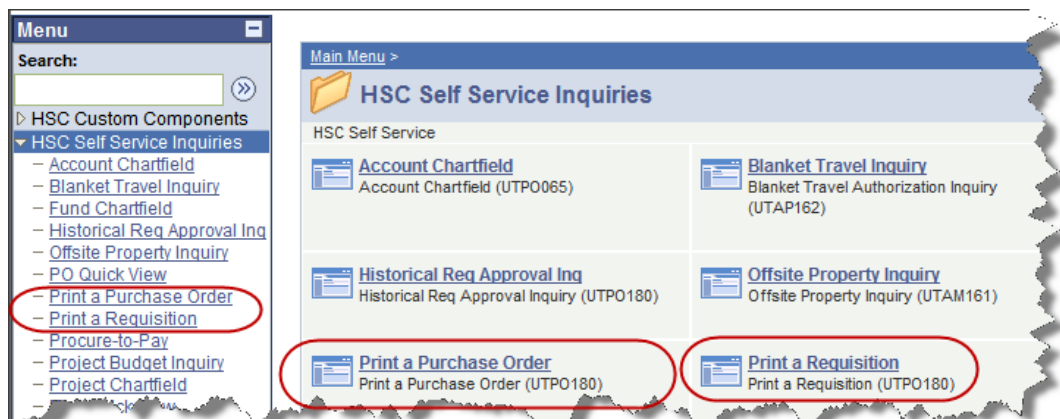 Menu
Search:
HSC Custom Components
HSC Self Service Inquiries
Account Chartfield
Blanket Travel Inquiry
Fund Chartfield
Historical Req Approval Inq
Offsite Property Inquiry
PO Quick View
Print a Purchase Order
Print a Requisition
Procure-to-Pay
Project Budget Inquiry
Project Chartfield
Main Menu >
HSC Self Service Inquiries
HSC Self Service
Account Chartfield
Account Chartfield (UTPO065)
Blanket Travel Inquiry
Blanket Travel Authorization Inquiry
(UTAP162)
Historical Req Approval Inq
Historical Req Approval Inquiry (UTPO180)
Offsite Property Inquiry
Offsite Property Inquiry (UTAM161)
Print a Purchase Order
Print a Purchase Order (UTPO180)
Print a Requisition
Print a Requisition (UTPO180)